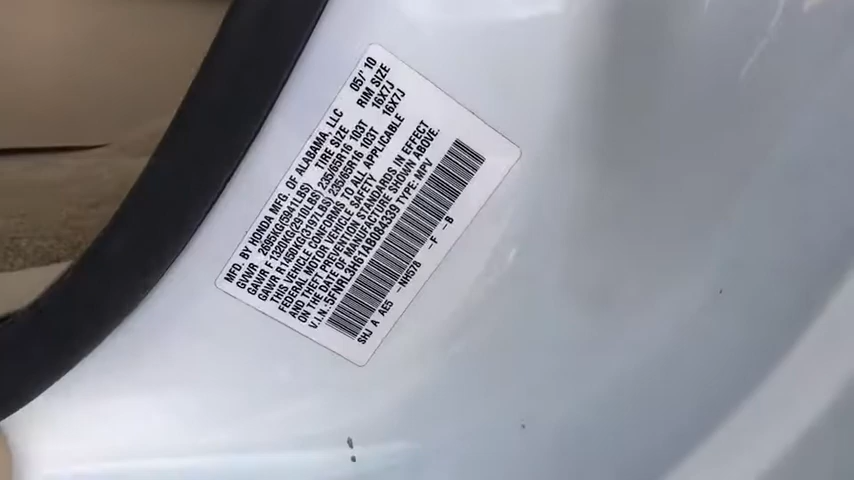 MFD. BY HONDA MFG. OF ALABAMA, LLC 05/'10
GVWR 2695KG(5941LBS) TIRE SIZE RIM SIZE
GAWR F 1320KG(2910LBS) 235/65R16 103T 16X7J
GAWR R 1450KG(3197LBS) 235/65R16 103T 16X7J
THIS VEHICLE CONFORMS TO ALL APPLICABLE
FEDERAL MOTOR VEHICLE SAFETY
AND THEFT PREVENTION STANDARDS IN EFFECT
ON THE DATE OF MANUFACTURE SHOWN ABOVE.
V.I.N.: TYPE: MPV
SHJ A AE5 -NH578 -F -B